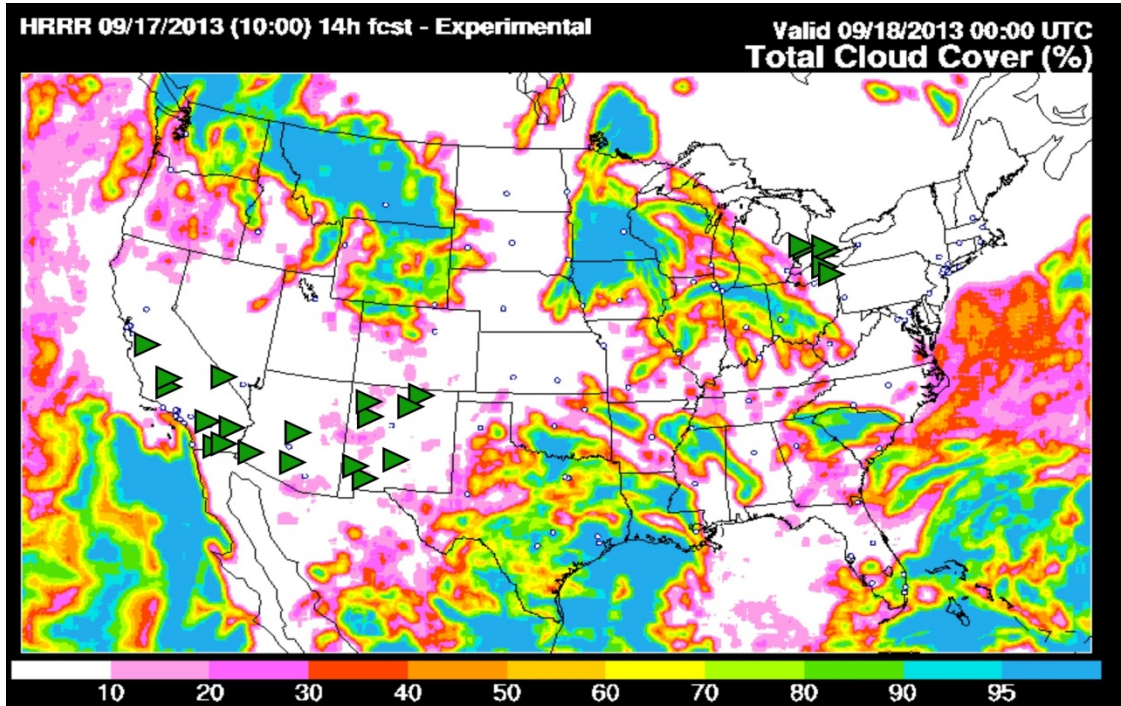 HRRR 09/17/2013 (10:00) 14h fcst - Experimental
Valid 09/18/2013 00:00 UTC
Total Cloud Cover (%)
10 20 30 40 50 60 70 80 90 95